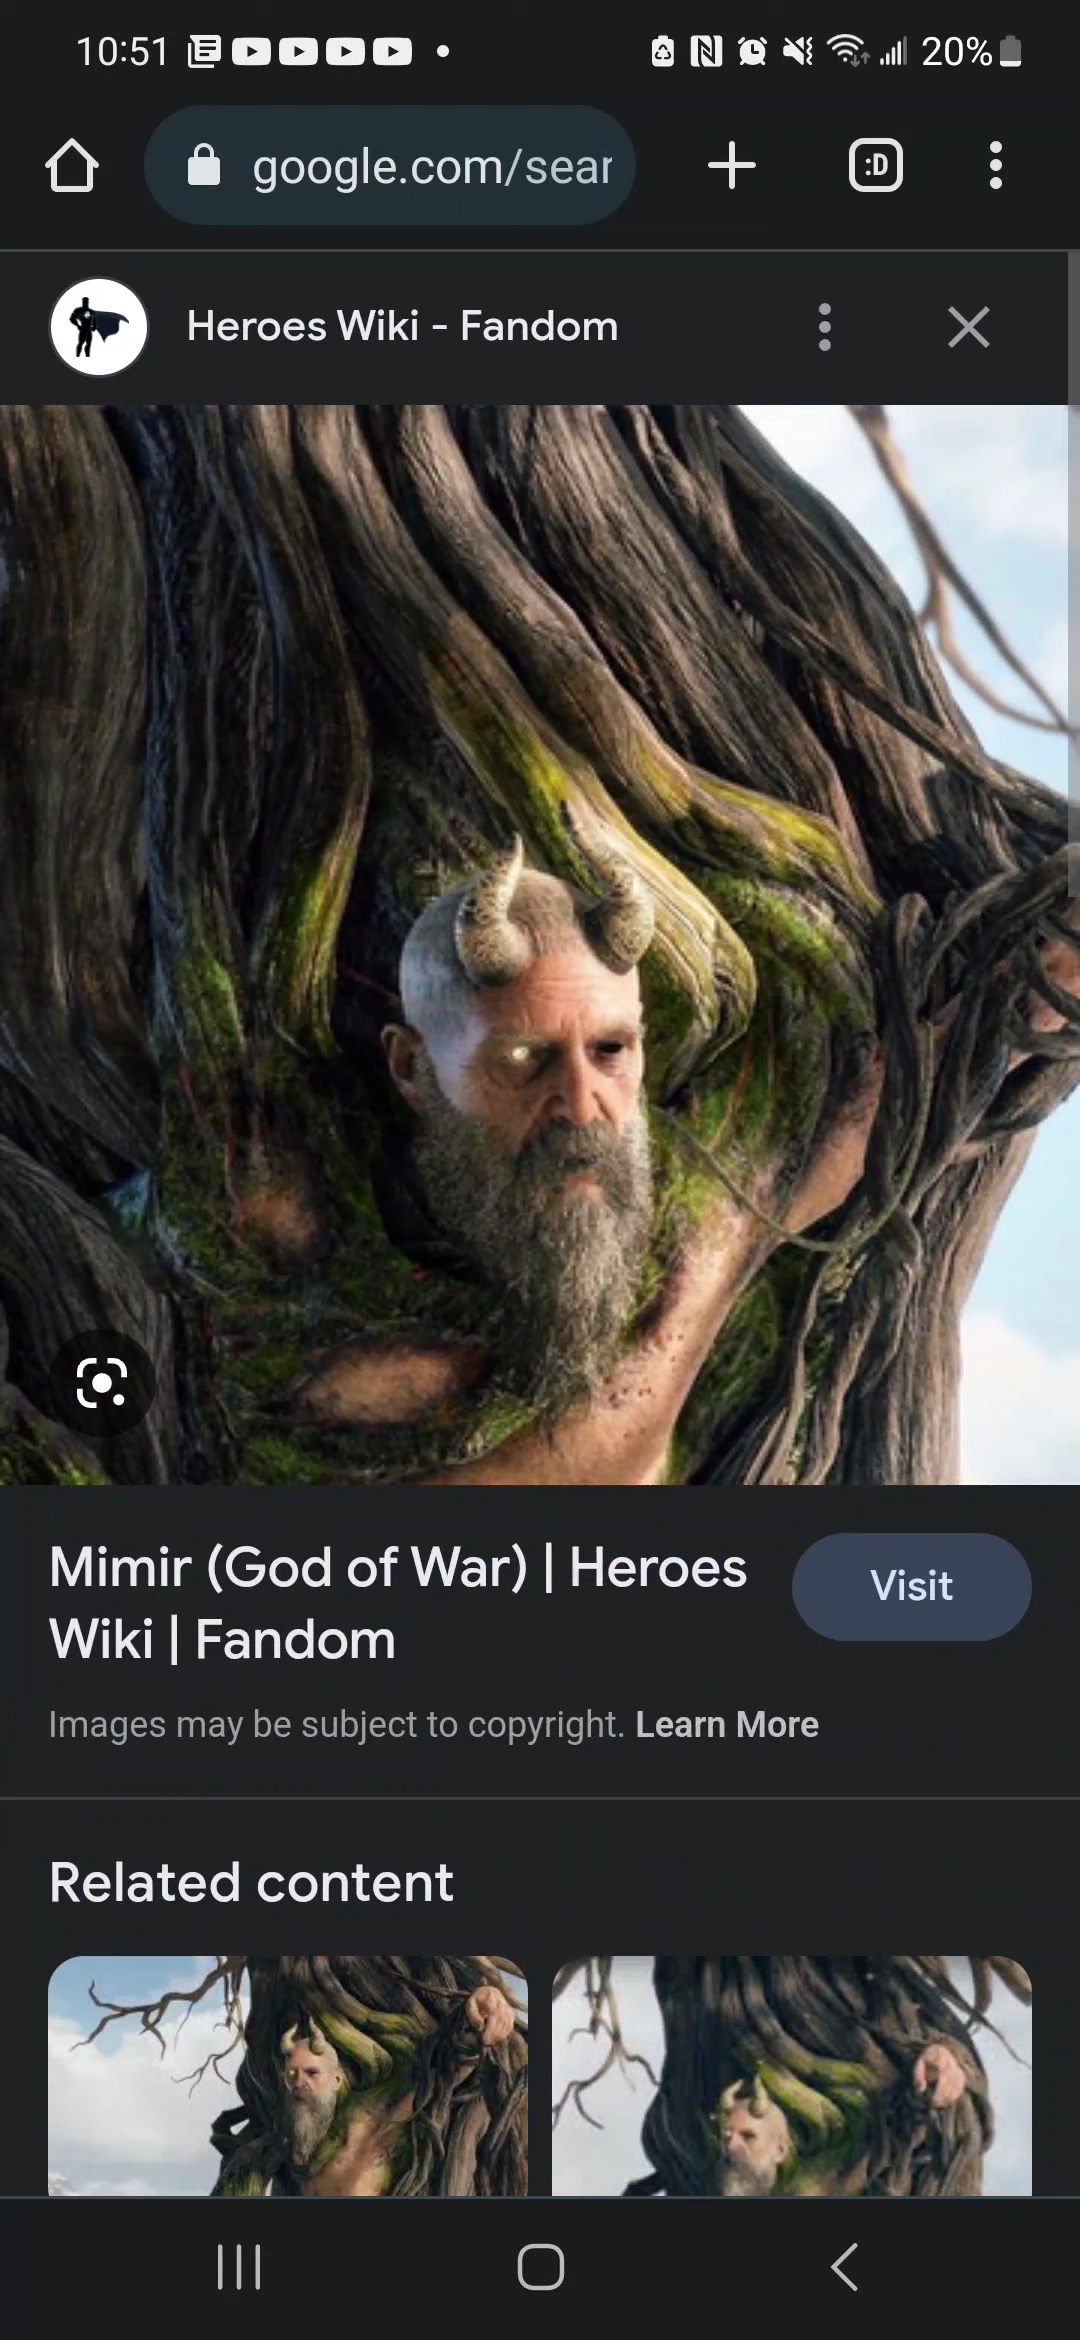 10:51
20%
google.com/sear
:D
Heroes Wiki - Fandom
Mimir (God of War) | Heroes
Wiki | Fandom
Visit
Images may be subject to copyright. Learn More
Related content